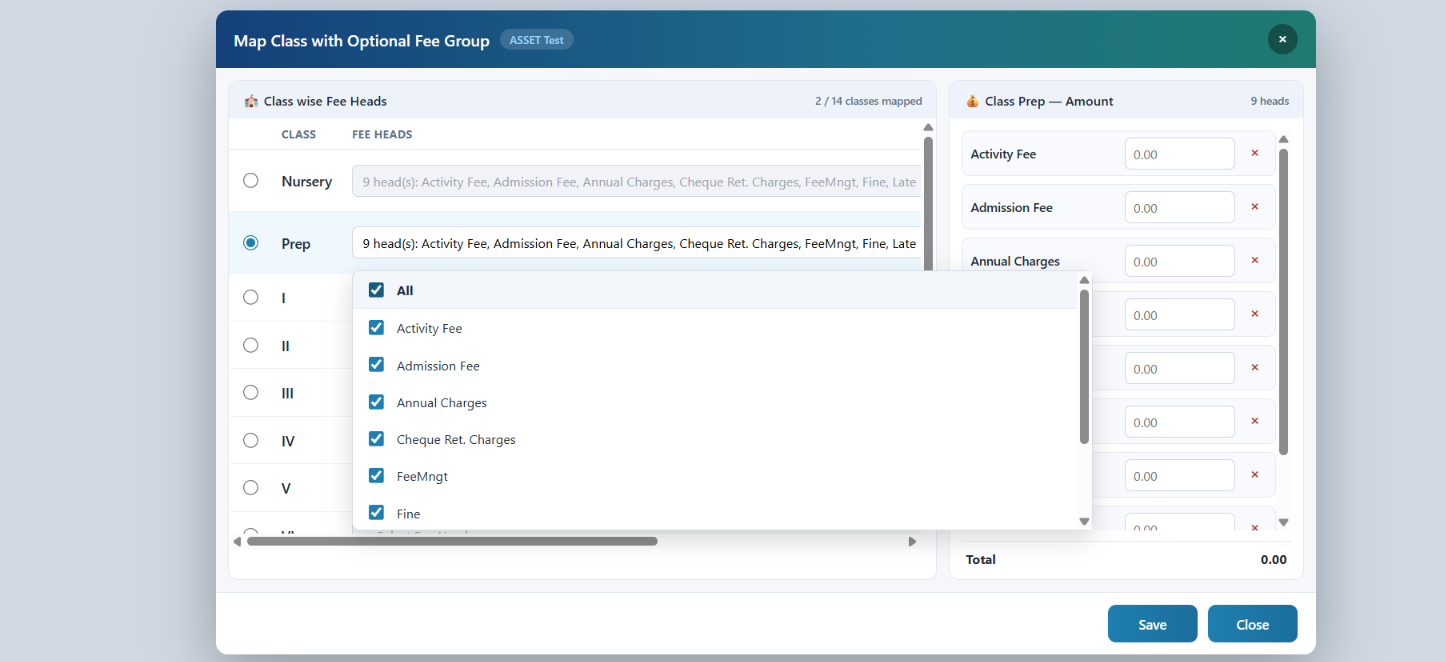 Map Class with Optional Fee Group ASSET Test
Class wise Fee Heads 2 / 14 classes mapped
CLASS FEE HEADS
Nursery 9 head(s): Activity Fee, Admission Fee, Annual Charges, Cheque Ret. Charges, FeeMngt, Fine, Late
Prep 9 head(s): Activity Fee, Admission Fee, Annual Charges, Cheque Ret. Charges, FeeMngt, Fine, Late
I
II
III
IV
V
All
Activity Fee
Admission Fee
Annual Charges
Cheque Ret. Charges
FeeMngt
Fine
Class Prep — Amount 9 heads
Activity Fee 0.00
Admission Fee 0.00
Annual Charges 0.00
0.00
0.00
0.00
0.00
0.00
Total 0.00
Save Close